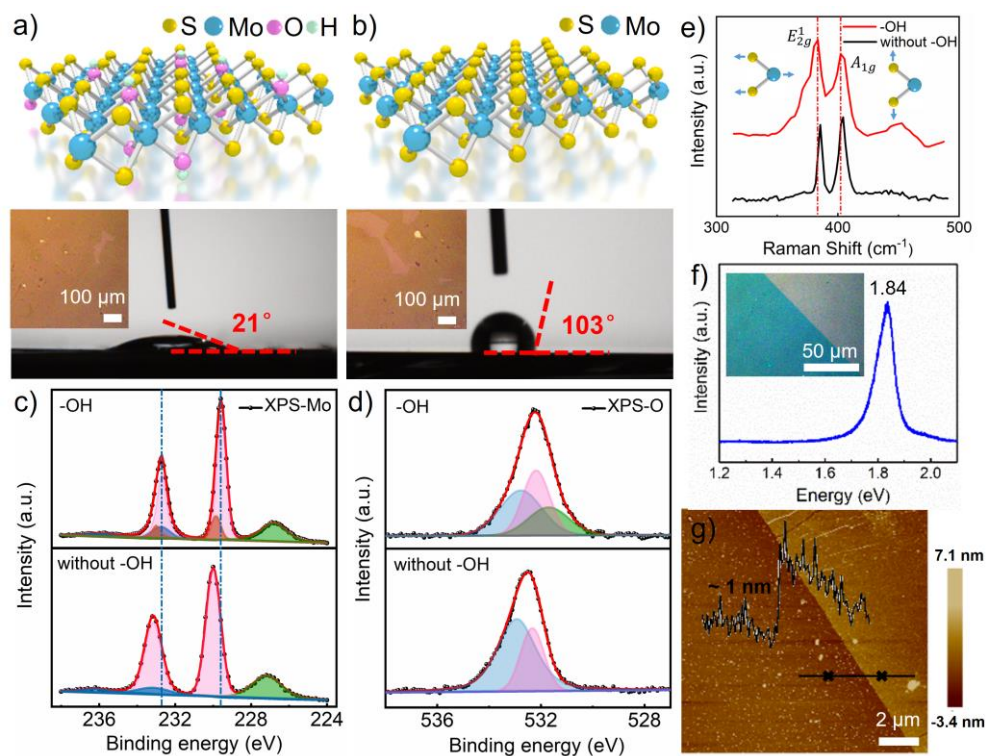 a)
S Mo O H
b)
S Mo
100 μm
21°
100 μm
103°
c)
-OH
XPS-Mo
without -OH
Intensity (a.u.)
236 232 228 224
Binding energy (eV)
d)
-OH
XPS-O
without -OH
Intensity (a.u.)
536 532 528
Binding energy (eV)
e)
E¹2g
-OH
without -OH
A1g
Intensity (a.u.)
300 400 500
Raman Shift (cm⁻¹)
f)
1.84
50 μm
Intensity (a.u.)
1.2 1.4 1.6 1.8 2.0
Energy (eV)
g)
~ 1 nm
2 μm
7.1 nm
-3.4 nm